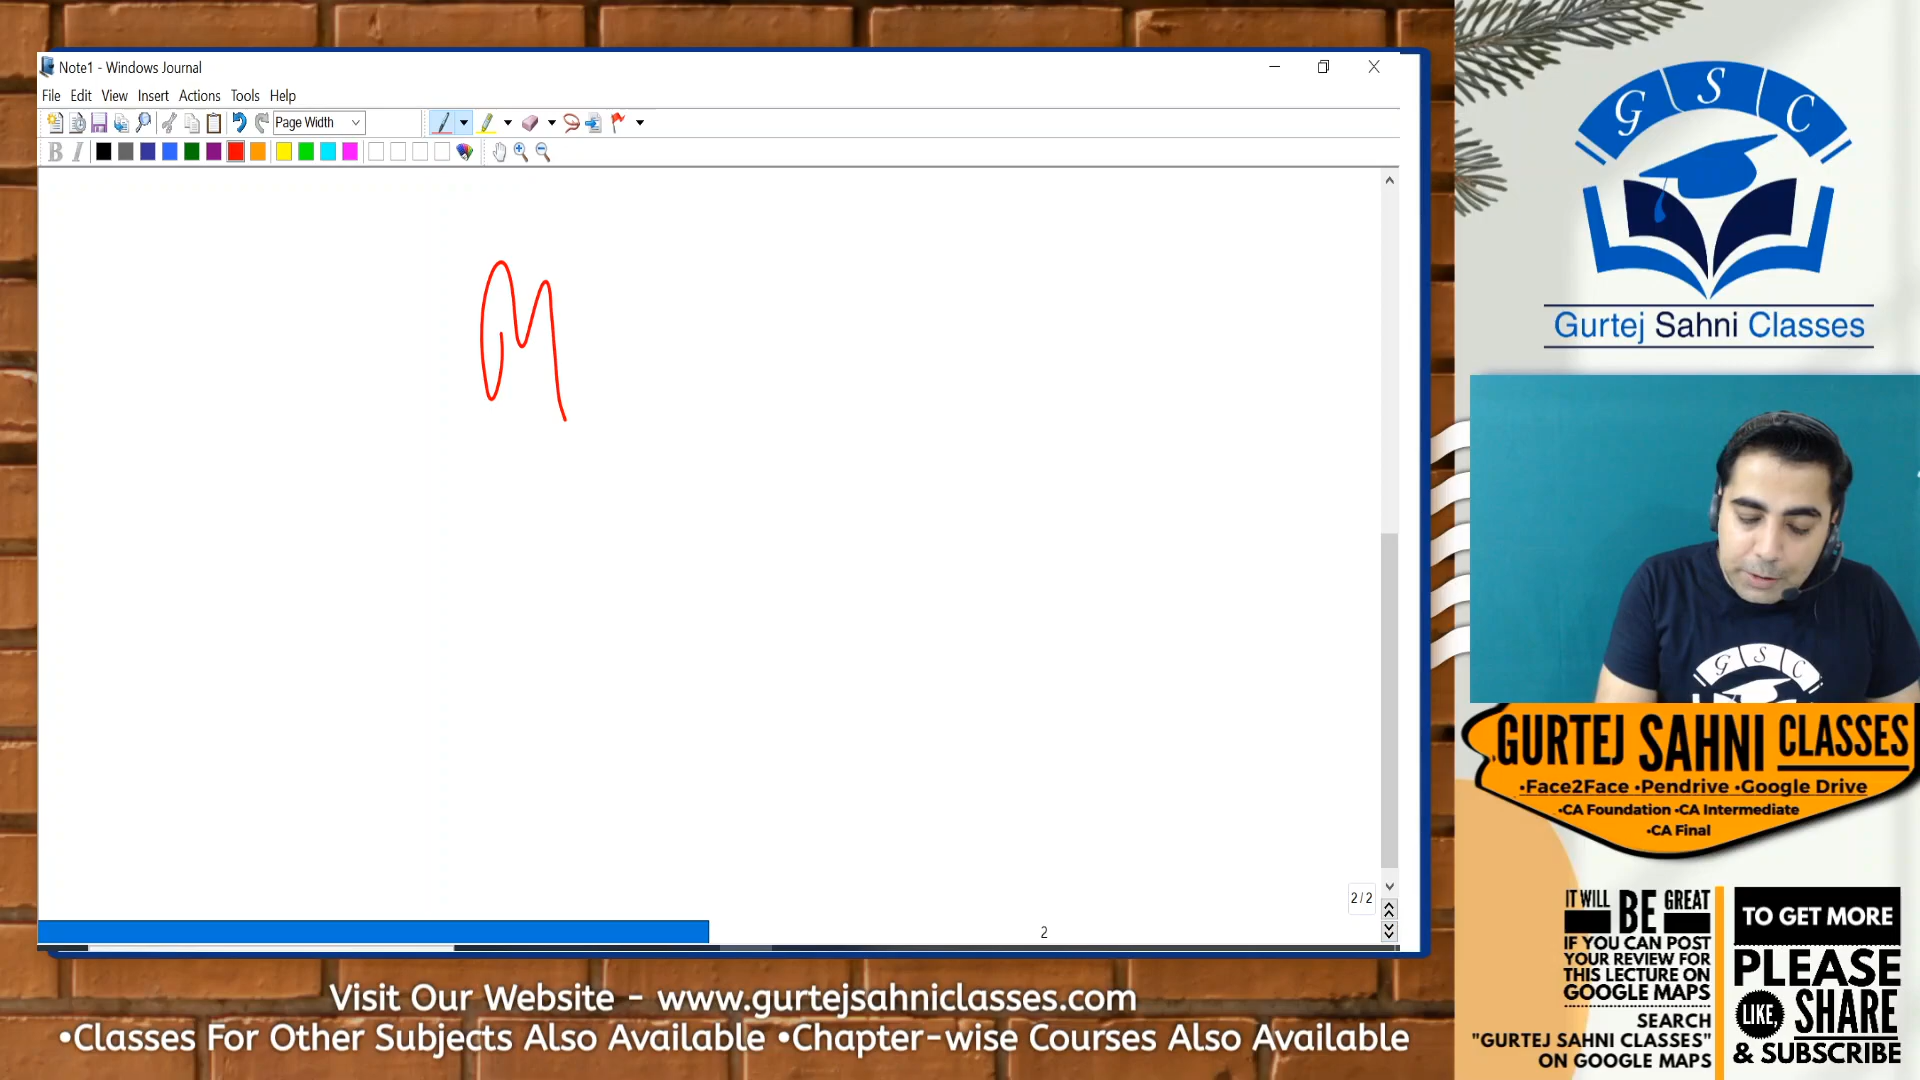 Note1 - Windows Journal
File Edit View Insert Actions Tools Help
Page Width
B I
M
2 / 2
2
G S C
Gurtej Sahni Classes
G S C
GURTEJ SAHNI CLASSES
•Face2Face •Pendrive •Google Drive
•CA Foundation •CA Intermediate
•CA Final
IT WILL BE GREAT
IF YOU CAN POST
YOUR REVIEW FOR
THIS LECTURE ON
GOOGLE MAPS
SEARCH
"GURTEJ SAHNI CLASSES"
ON GOOGLE MAPS
TO GET MORE
PLEASE
LIKE, SHARE
& SUBSCRIBE
Visit Our Website - www.gurtejsahniclasses.com
•Classes For Other Subjects Also Available •Chapter-wise Courses Also Available